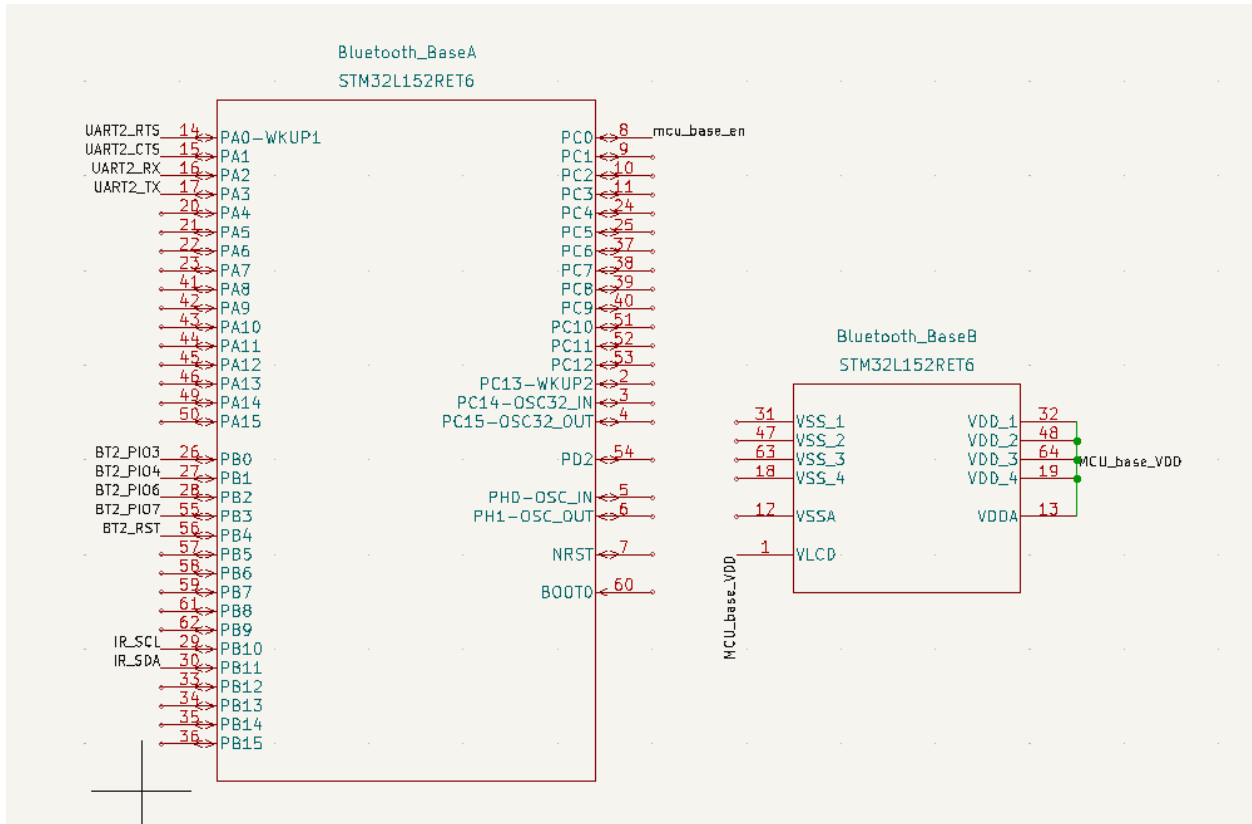 Bluetooth_BaseA
STM32L152RET6
UART2_RTS 14 PA0-WKUP1
UART2_CTS 15 PA1
UART2_RX 16 PA2
UART2_TX 17 PA3
20 PA4
21 PA5
22 PA6
23 PA7
41 PA8
42 PA9
43 PA10
44 PA11
45 PA12
46 PA13
49 PA14
50 PA15
BT2_PIO3 26 PB0
BT2_PIO4 27 PB1
BT2_PIO6 28 PB2
BT2_PIO7 55 PB3
BT2_RST 56 PB4
57 PB5
58 PB6
59 PB7
61 PB8
62 PB9
IR_SCL 29 PB10
IR_SDA 30 PB11
33 PB12
34 PB13
35 PB14
36 PB15
PC0 8 mcu_base_en
PC1 9
PC2 10
PC3 11
PC4 24
PC5 25
PC6 37
PC7 38
PC8 39
PC9 40
PC10 51
PC11 52
PC12 53
PC13-WKUP2 2
PC14-OSC32_IN 3
PC15-OSC32_OUT 4
PD2 54
PH0-OSC_IN 5
PH1-OSC_OUT 6
NRST 7
BOOT0 60
Bluetooth_BaseB
STM32L152RET6
31 VSS_1
47 VSS_2
63 VSS_3
18 VSS_4
12 VSSA
1 VLCD
MCU_base_VDD
VDD_1 32
VDD_2 48
VDD_3 64
VDD_4 19
VDDA 13
MCU_base_VDD